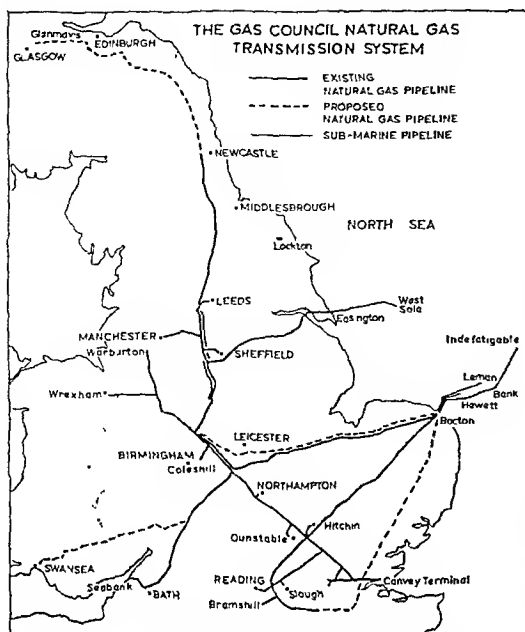 THE GAS COUNCIL NATURAL GAS
TRANSMISSION SYSTEM
EXISTING
NATURAL GAS PIPELINE
PROPOSED
NATURAL GAS PIPELINE
SUB-MARINE PIPELINE
Glenmavis
EDINBURGH
GLASGOW
NEWCASTLE
MIDDLESBROUGH
NORTH SEA
Lockton
LEEDS
West
Sole
Easington
MANCHESTER
Warburton
SHEFFIELD
Indefatigable
Wrexham
Leman
Bank
Hewett
Bacton
LEICESTER
BIRMINGHAM
Coleshill
NORTHAMPTON
Hitchin
Dunstable
SWANSEA
Seabank
BATH
READING
Slough
Canvey Terminal
Bramshill